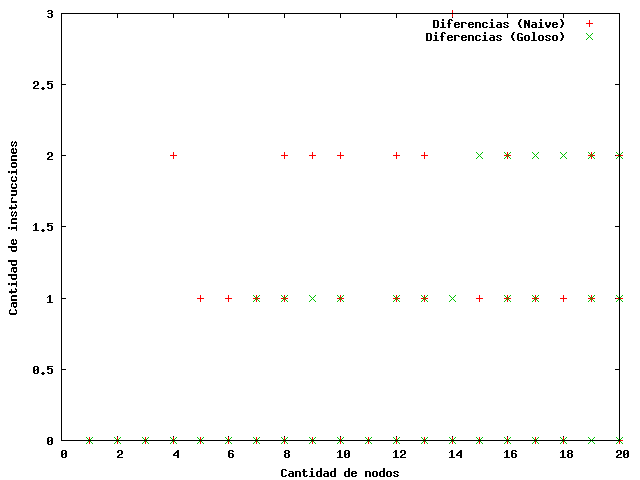 3
Diferencias (Naive)
Diferencias (Goloso)
2.5
2
1.5
1
0.5
0
0 2 4 6 8 10 12 14 16 18 20
Cantidad de instrucciones
Cantidad de nodos